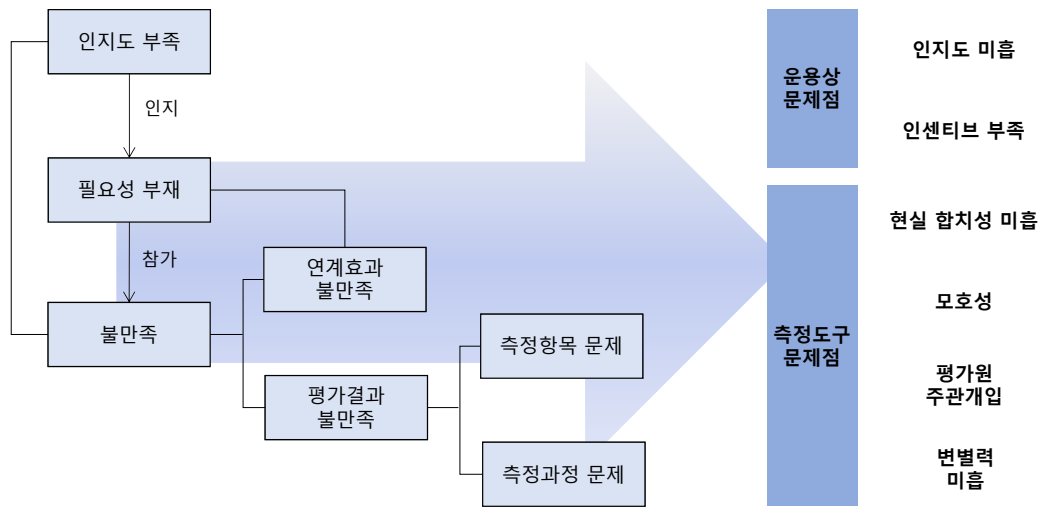 인지도 부족
인지
필요성 부재
참가
불만족
연계효과
불만족
평가결과
불만족
측정항목 문제
측정과정 문제
운용상
문제점
인지도 미흡
인센티브 부족
측정도구
문제점
현실 합치성 미흡
모호성
평가원
주관개입
변별력
미흡